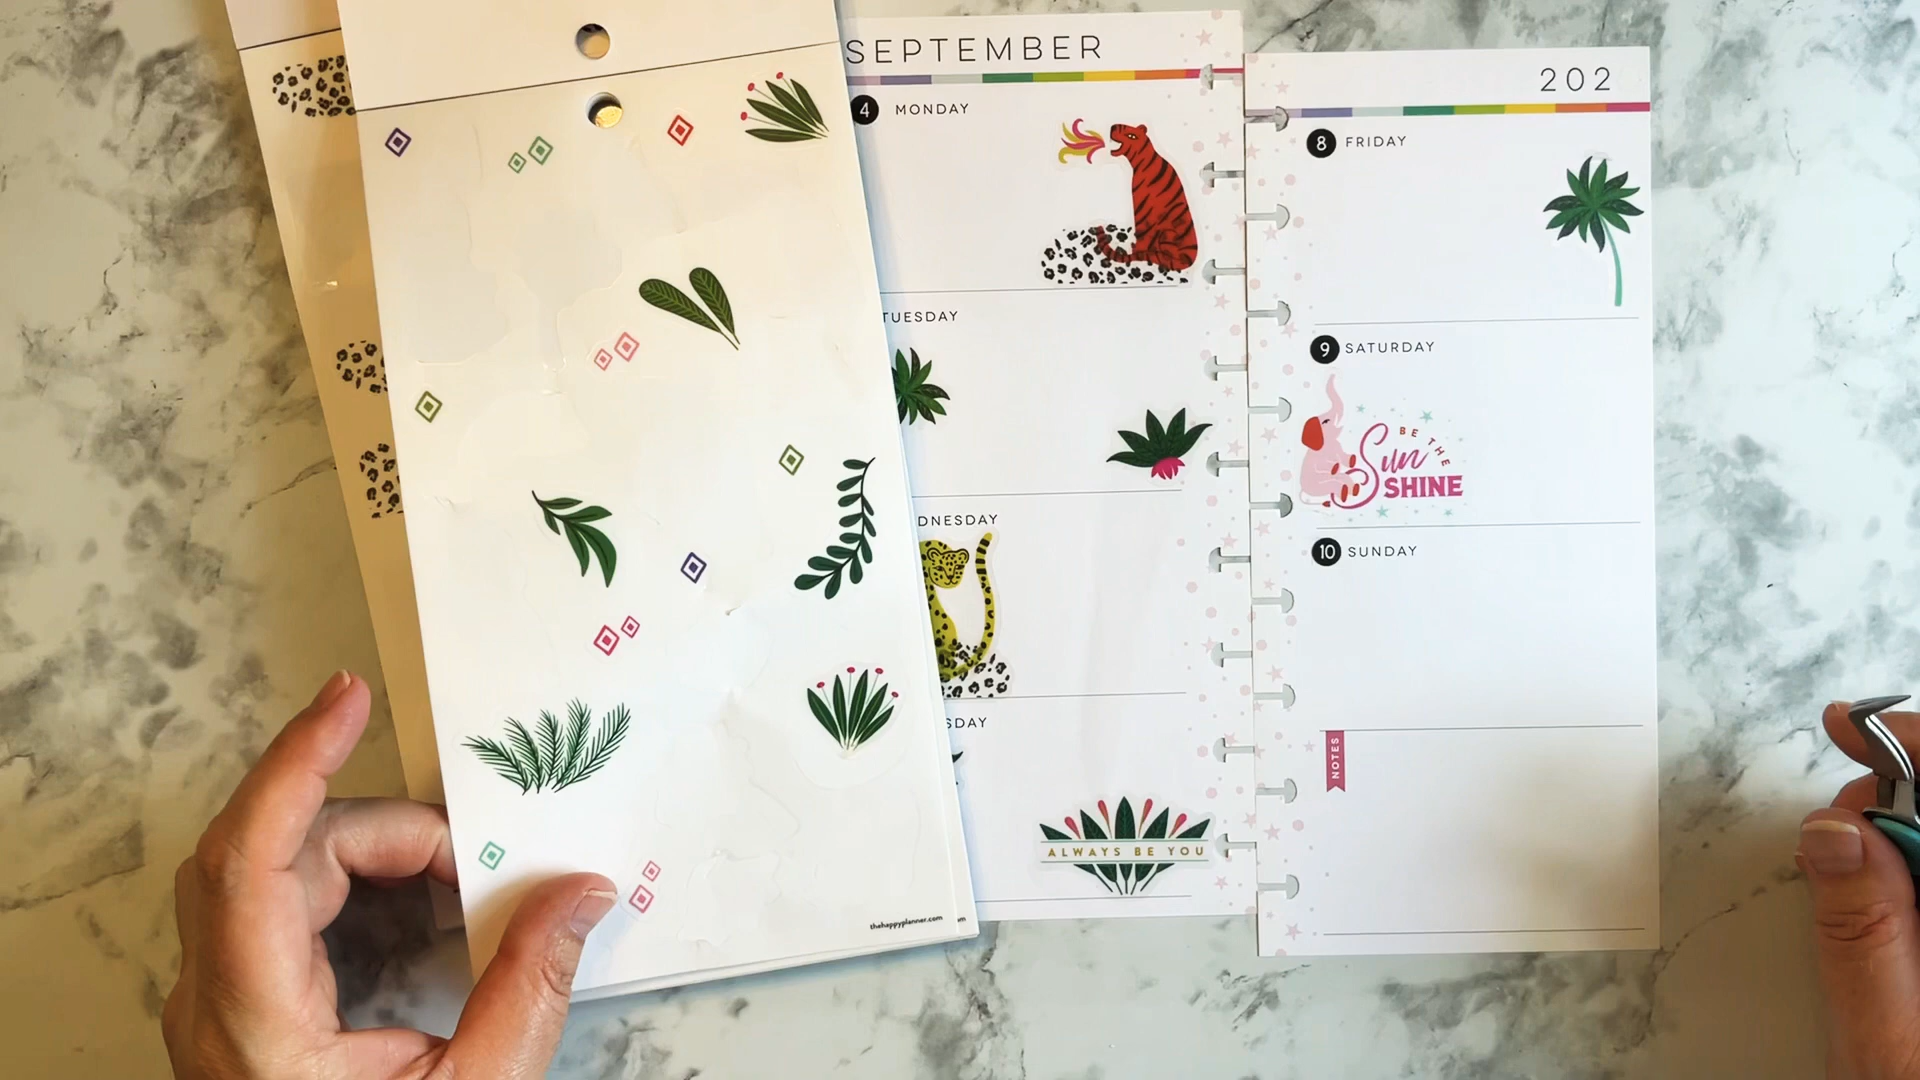 SEPTEMBER
4 MONDAY
TUESDAY
DNESDAY
SDAY
ALWAYS BE YOU
thehappyplanner.com
om
202
8 FRIDAY
9 SATURDAY
BE THE
Sun
SHINE
10 SUNDAY
NOTES